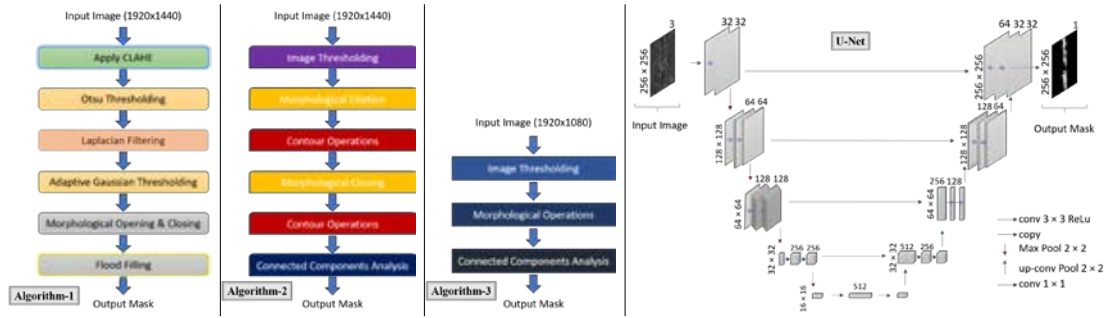 Input Image (1920x1440)
Apply CLAHE
Otsu Thresholding
Laplacian Filtering
Adaptive Gaussian Thresholding
Morphological Opening & Closing
Flood Filling
Output Mask
Algorithm-1
Input Image (1920x1440)
Image Thresholding
Morphological Dilation
Contour Operations
Morphological Closing
Contour Operations
Connected Components Analysis
Output Mask
Algorithm-2
Input Image (1920x1080)
Image Thresholding
Morphological Operations
Connected Components Analysis
Output Mask
Algorithm-3
U-Net
3
256 × 256
Input Image
32 32
256 × 256
64 64
128 × 128
128 128
64 × 64
256 256
32 × 32
512
16 × 16
512 256
32 × 32
256 128
64 × 64
128 64
128 × 128
64 32 32
256 × 256
1
256 × 256
Output Mask
conv 3 × 3 ReLu
copy
Max Pool 2 × 2
up-conv Pool 2 × 2
conv 1 × 1